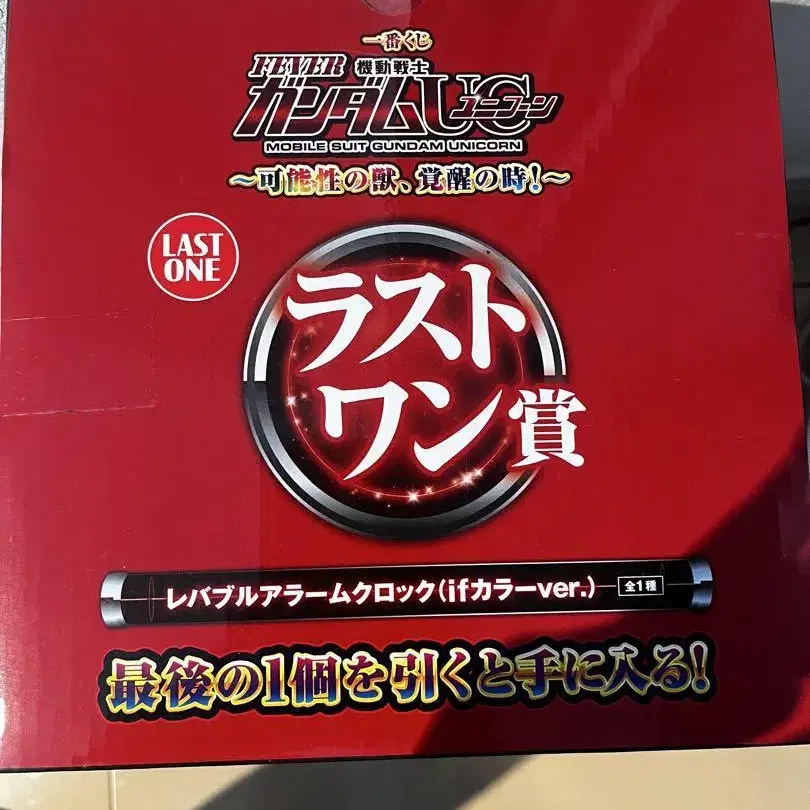 一番くじ
FEVER 機動戦士
ガンダムUC ユニコーン
MOBILE SUIT GUNDAM UNICORN
～可能性の獣、覚醒の時！～
LAST
ONE
ラスト
ワン賞
レバブルアラームクロック（ifカラーver.） 全1種
最後の1個を引くと手に入る！